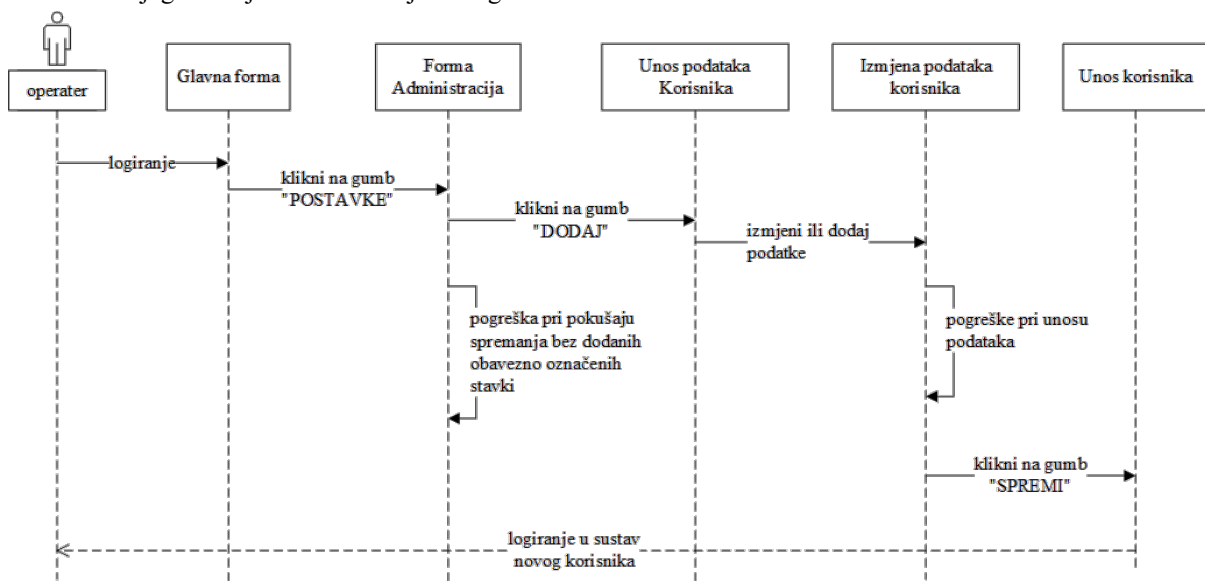 operater
Glavna forma
Forma
Administracija
Unos podataka
Korisnika
Izmjena podataka
korisnika
Unos korisnika
logiranje
klikni na gumb
"POSTAVKE"
klikni na gumb
"DODAJ"
izmjeni ili dodaj
podatke
pogreška pri pokušaju
spremanja bez dodanih
obavezno označenih
stavki
pogreške pri unosu
podataka
klikni na gumb
"SPREMI"
logiranje u sustav
novog korisnika